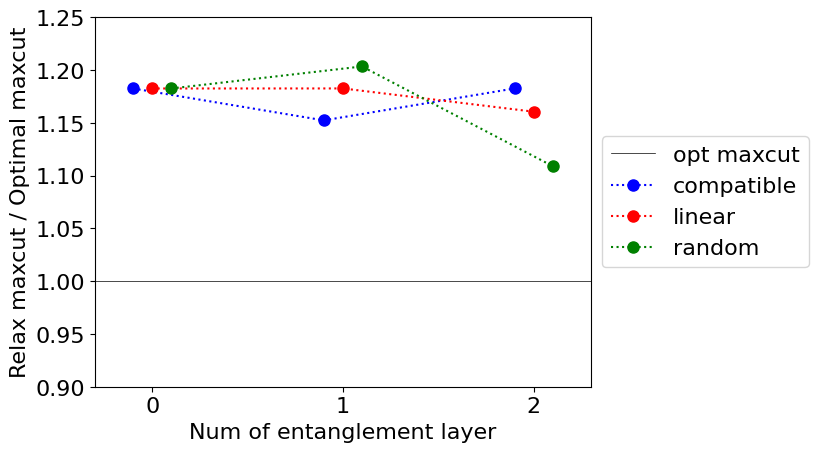 Relax maxcut / Optimal maxcut
1.25
1.20
1.15
1.10
1.05
1.00
0.95
0.90
0
1
2
Num of entanglement layer
opt maxcut
compatible
linear
random